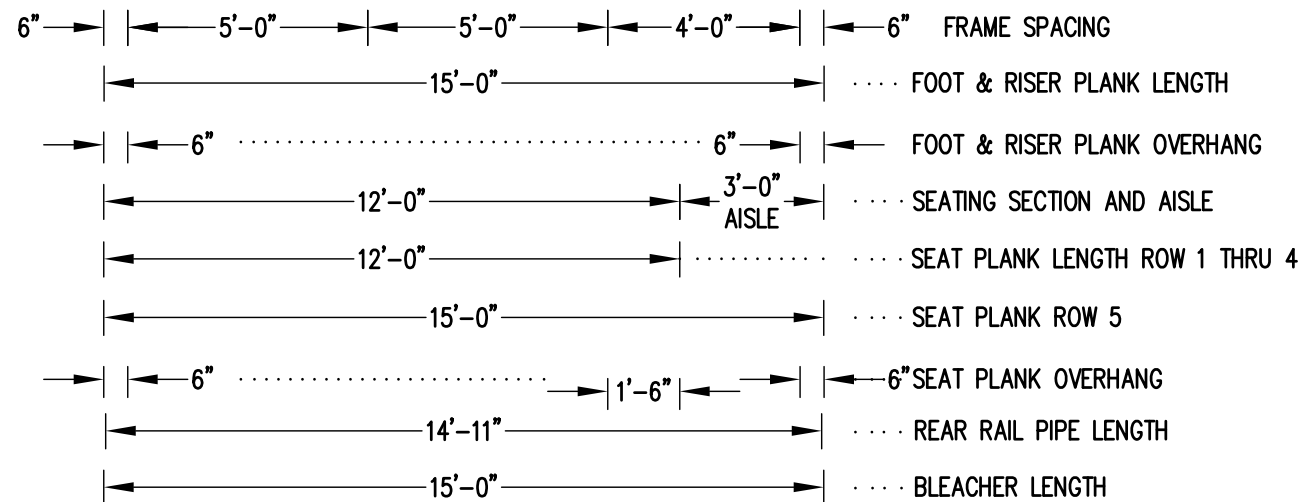 6” 5’–0” 5’–0” 4’–0” 6” FRAME SPACING
15’–0” FOOT & RISER PLANK LENGTH
6” 6” FOOT & RISER PLANK OVERHANG
12’–0” 3’–0” SEATING SECTION AND AISLE
AISLE
12’–0” SEAT PLANK LENGTH ROW 1 THRU 4
15’–0” SEAT PLANK ROW 5
6” 1’–6” 6” SEAT PLANK OVERHANG
14’–11” REAR RAIL PIPE LENGTH
15’–0” BLEACHER LENGTH